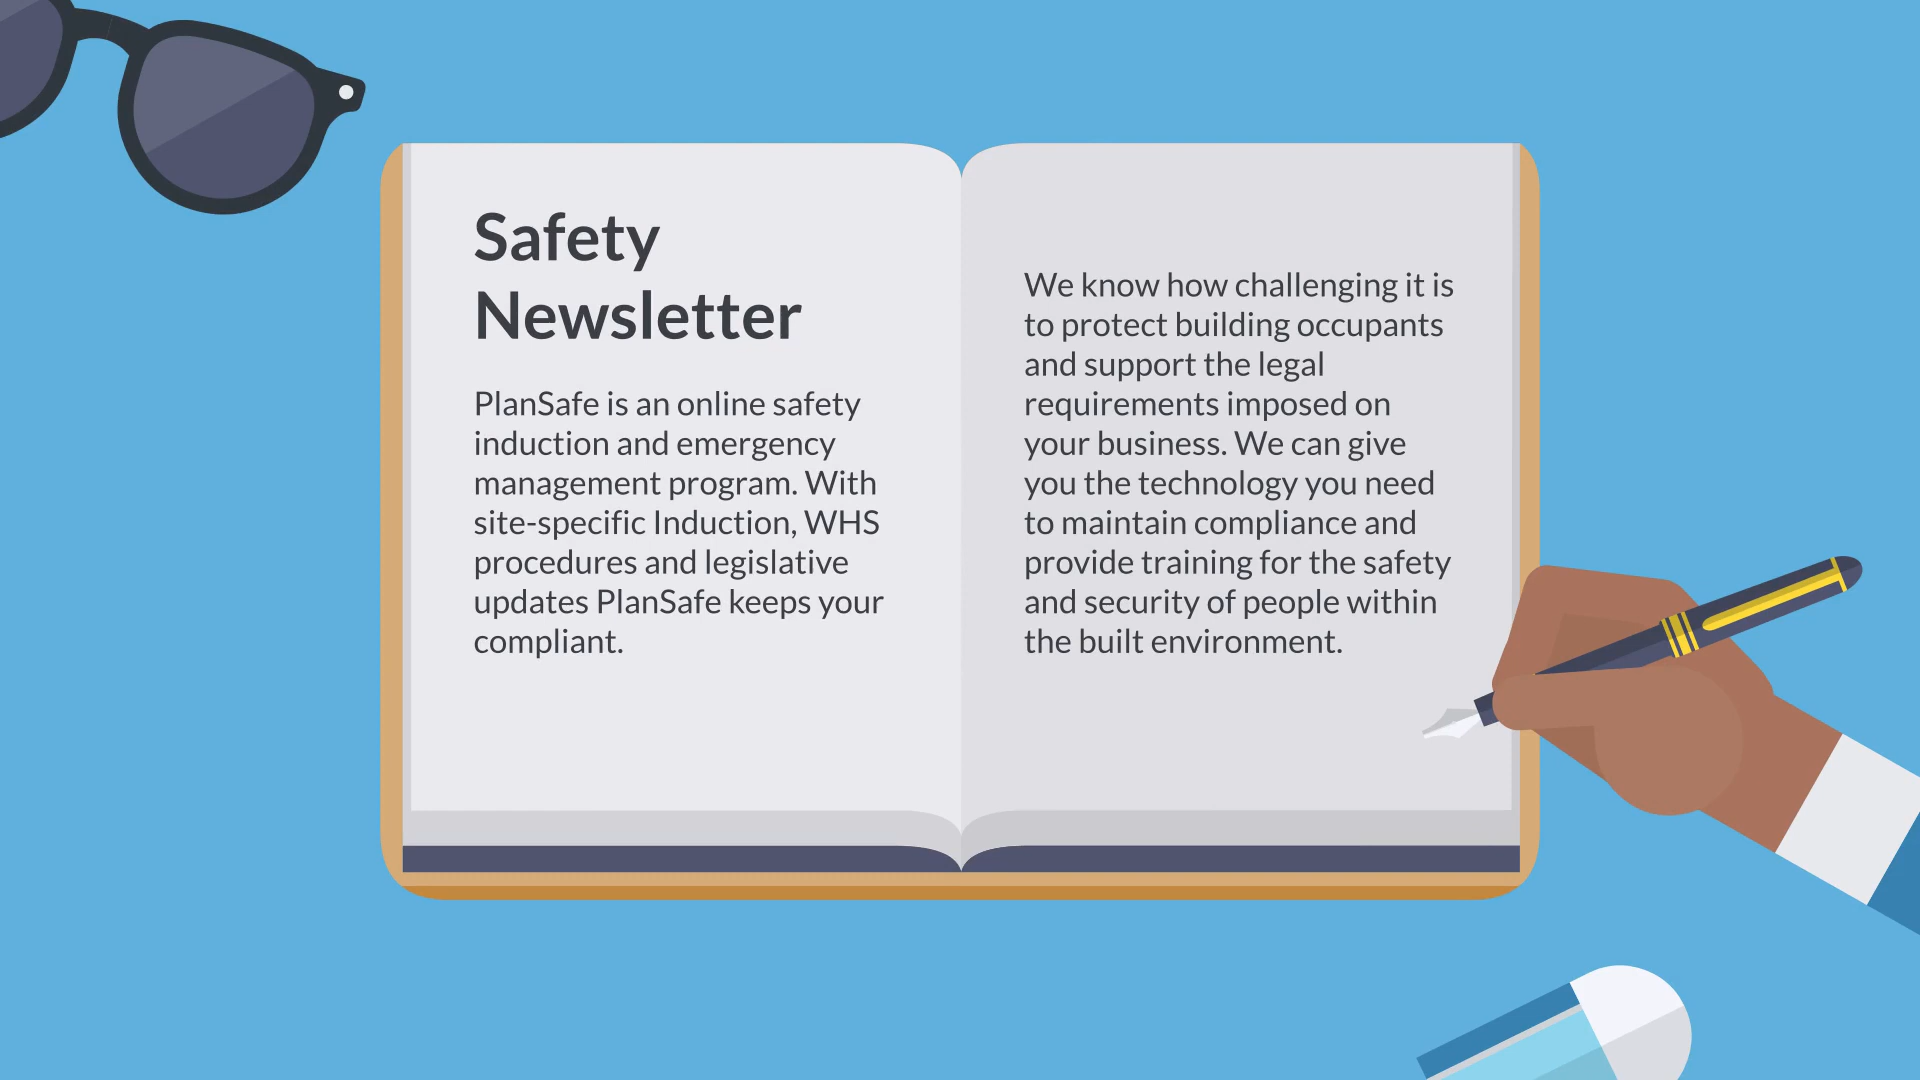 Safety
Newsletter
PlanSafe is an online safety
induction and emergency
management program. With
site-specific Induction, WHS
procedures and legislative
updates PlanSafe keeps your
compliant.
We know how challenging it is
to protect building occupants
and support the legal
requirements imposed on
your business. We can give
you the technology you need
to maintain compliance and
provide training for the safety
and security of people within
the built environment.